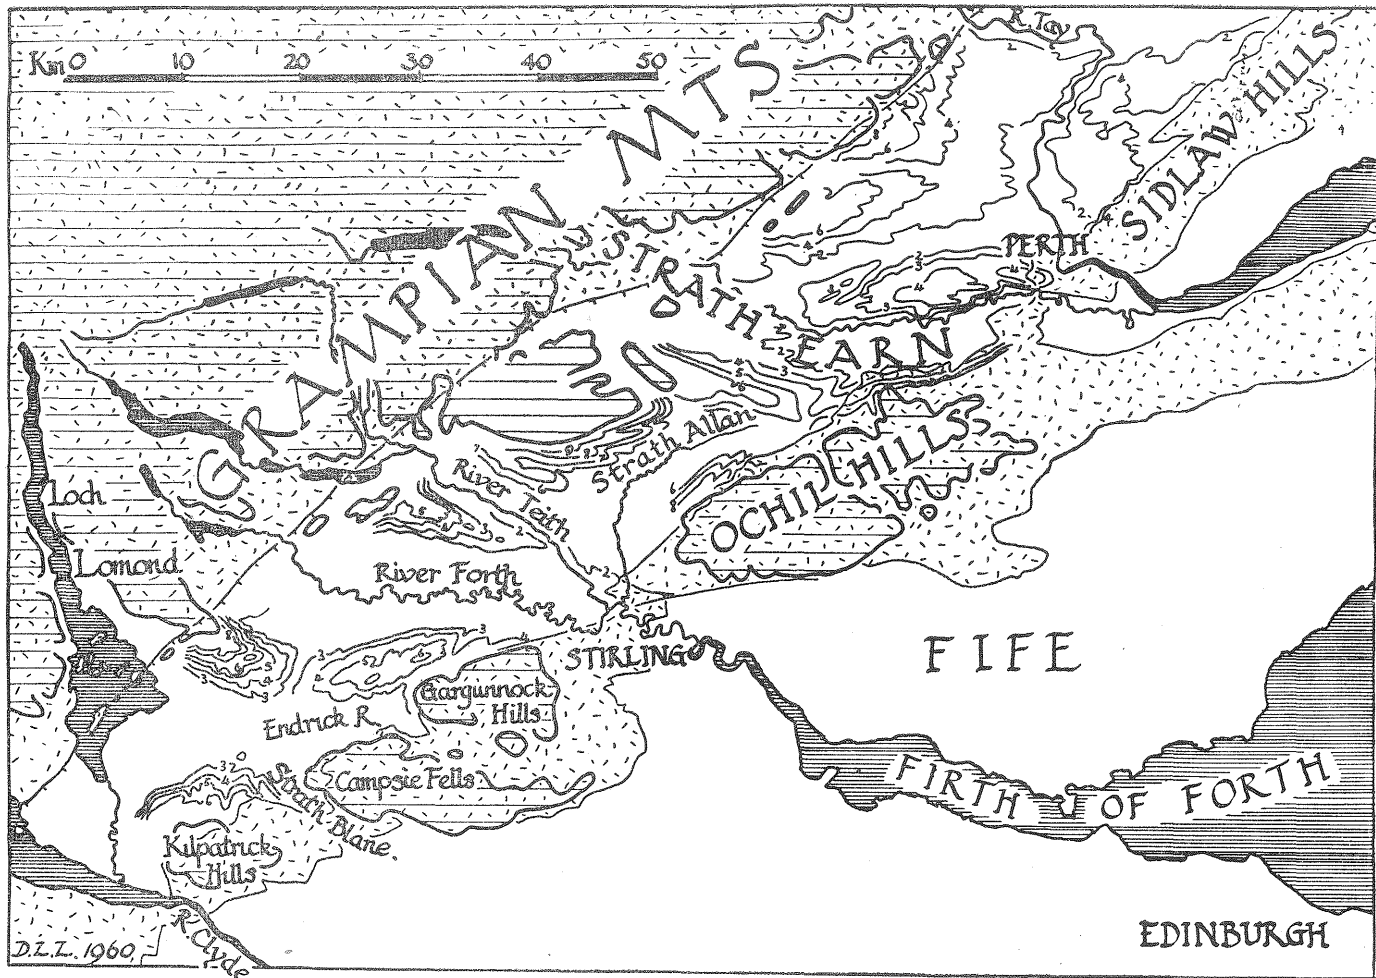 R. Tay
Km 0 10 20 30 40 50
GRAMPIAN MTS
SIDLAW HILLS
STRATH EARN
PERTH
Strath Allan
OCHIL HILLS
River Teith
Loch
Lomond
River Forth
STIRLING
FIFE
Gargunnock
Hills
Endrick R.
Campsie Fells
Strath Blane.
Kilpatrick
Hills
FIRTH OF FORTH
R. Clyde
EDINBURGH
D.L.L. 1960.